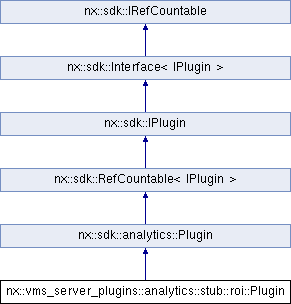 nx::sdk::IRefCountable
nx::sdk::Interface< IPlugin >
nx::sdk::IPlugin
nx::sdk::RefCountable< IPlugin >
nx::sdk::analytics::Plugin
nx::vms_server_plugins::analytics::stub::roi::Plugin